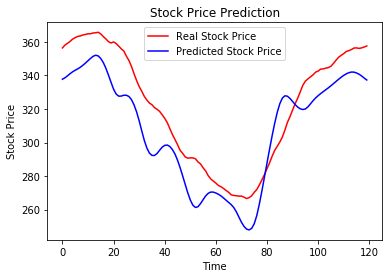 Stock Price Prediction
Real Stock Price
Predicted Stock Price
Stock Price
360
340
320
300
280
260
0 20 40 60 80 100 120
Time